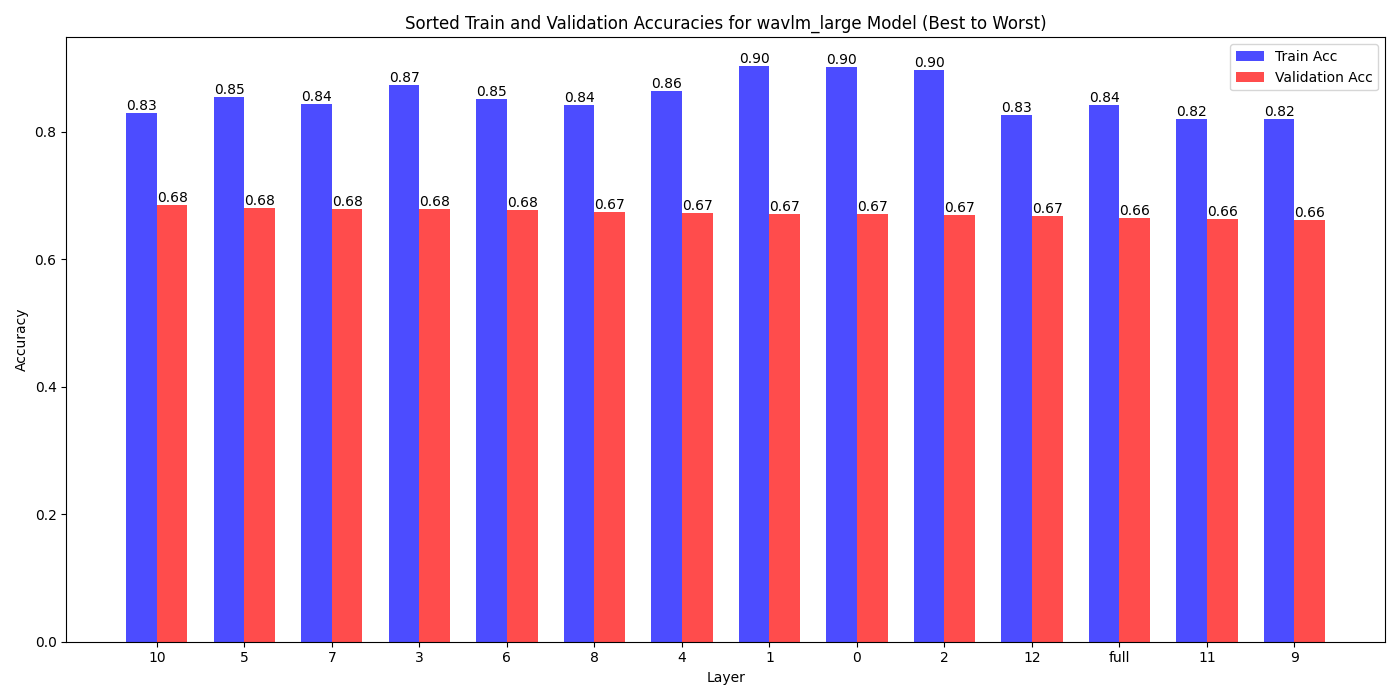 Sorted Train and Validation Accuracies for wavlm_large Model (Best to Worst)
Train Acc
Validation Acc
0.83 0.68 0.85 0.68 0.84 0.68 0.87 0.68 0.85 0.68 0.84 0.67 0.86 0.67 0.90 0.67 0.90 0.67 0.90 0.67 0.83 0.67 0.84 0.66 0.82 0.66 0.82 0.66
Accuracy
0.8
0.6
0.4
0.2
0.0
10 5 7 3 6 8 4 1 0 2 12 full 11 9
Layer